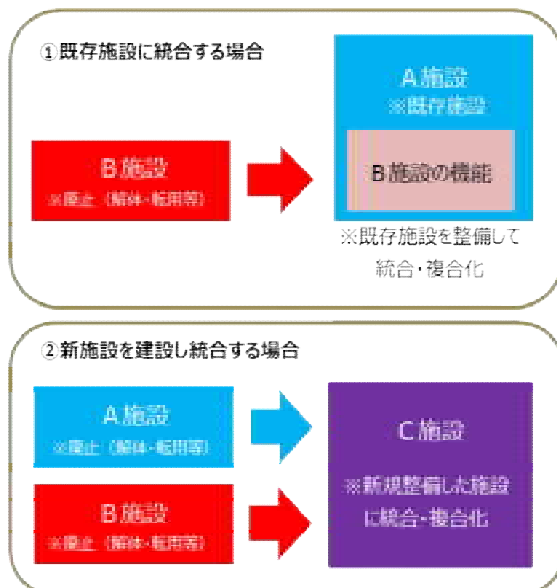 ①既存施設に統合する場合
A施設
※既存施設
B施設
※廃止（解体・転用等）
B施設の機能
※既存施設を整備して
統合・複合化
②新施設を建設し統合する場合
A施設
※廃止（解体・転用等）
C施設
※新規整備した施設
に統合・複合化
B施設
※廃止（解体・転用等）